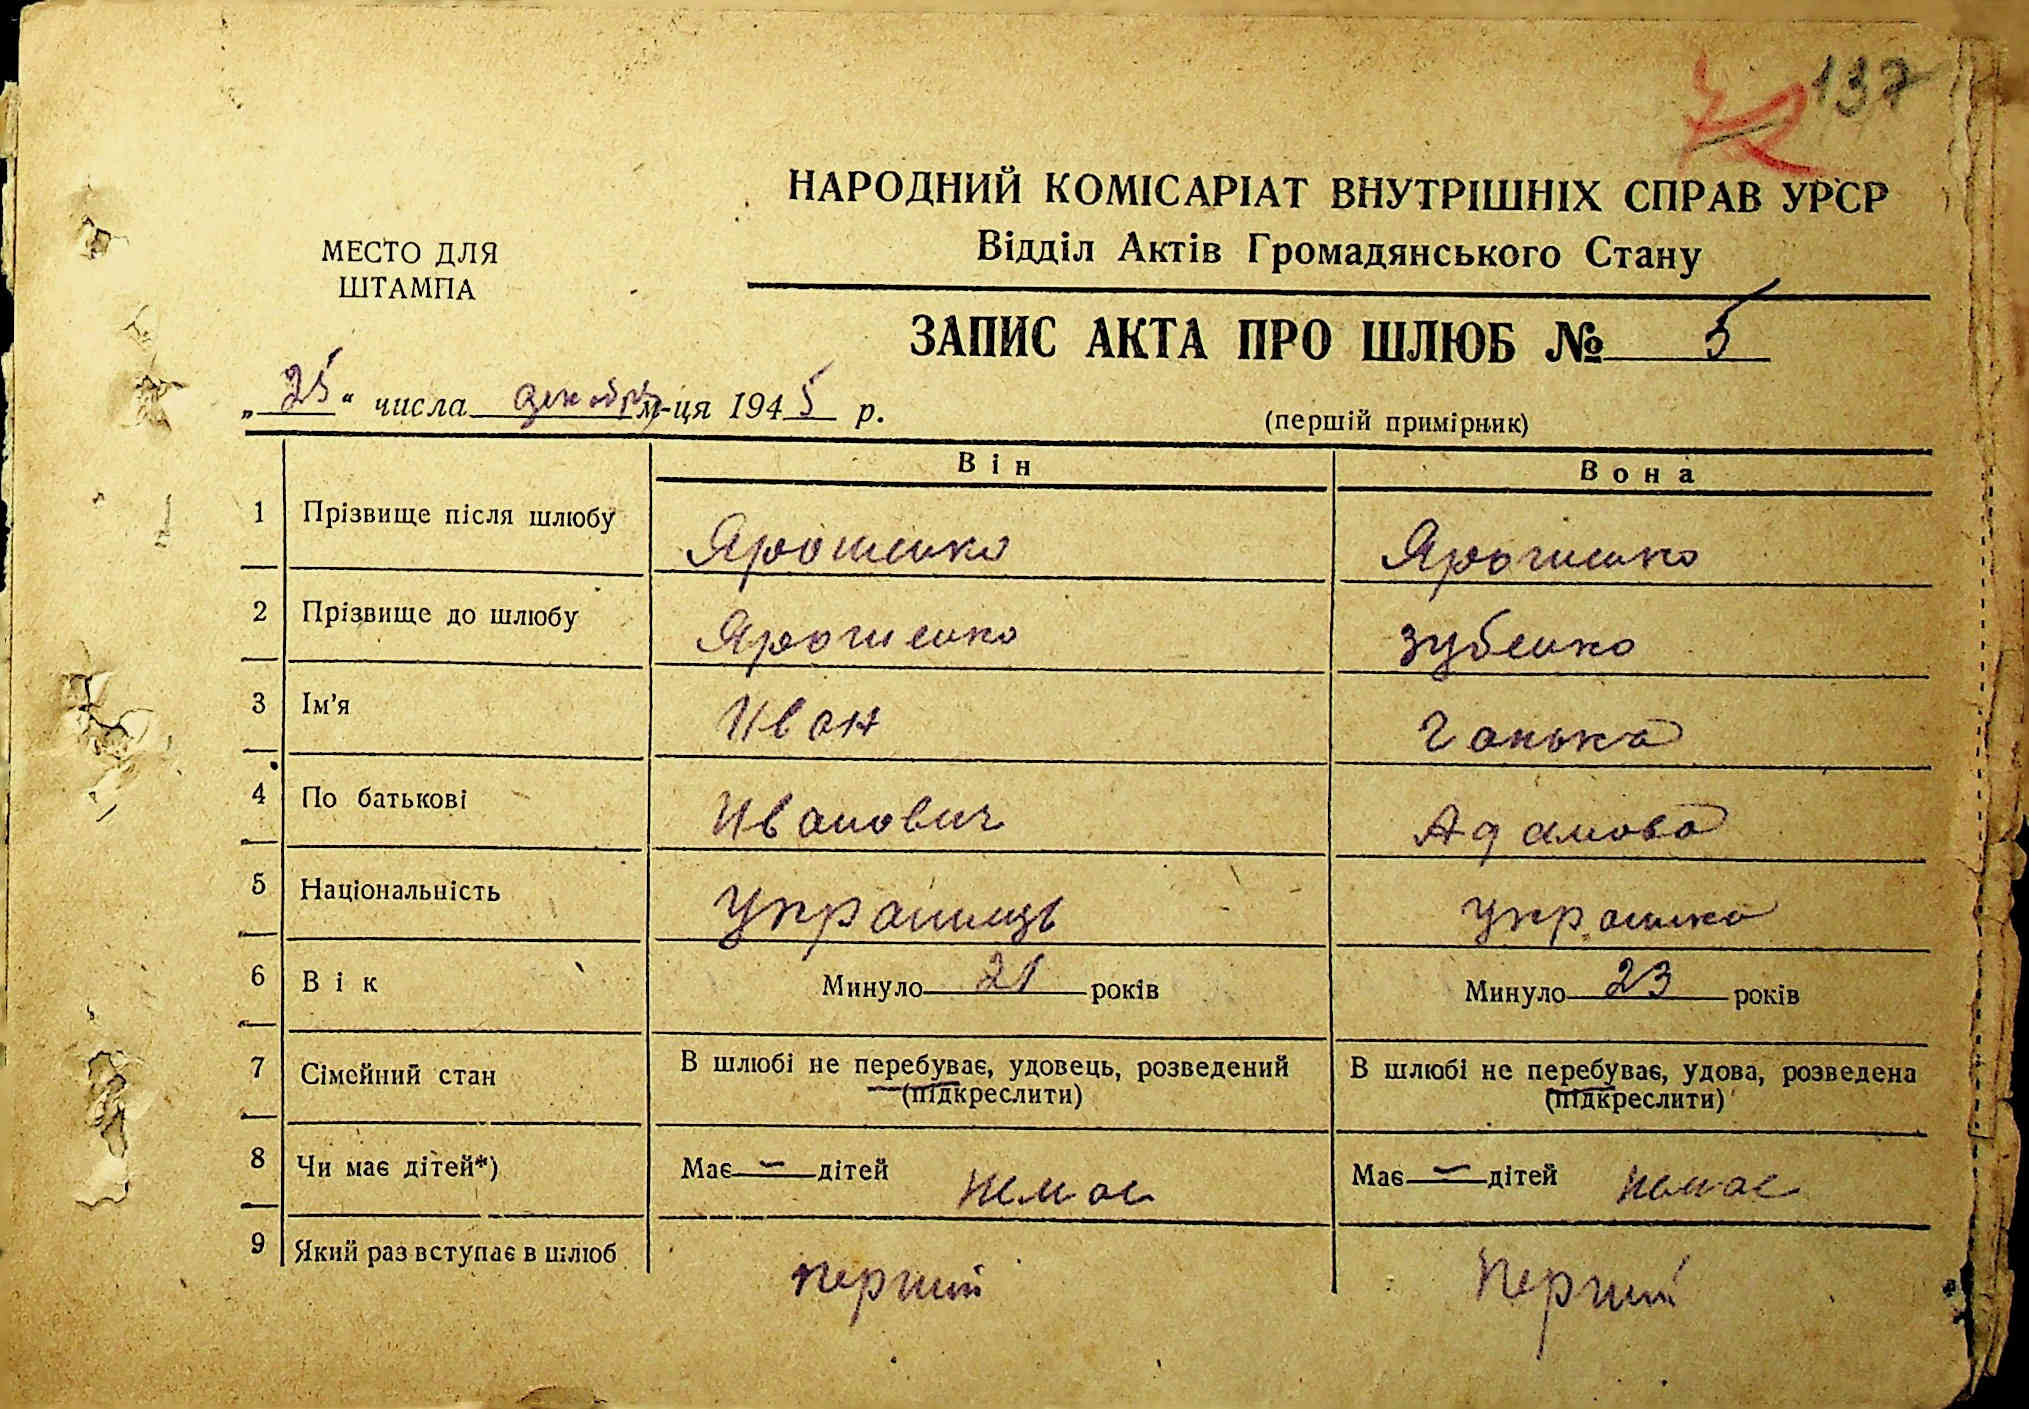 137
НАРОДНИЙ КОМІСАРІАТ ВНУТРІШНІХ СПРАВ УРСР
Відділ Актів Громадянського Стану
МЕСТО ДЛЯ
ШТАМПА
ЗАПИС АКТА ПРО ШЛЮБ № 5
„25“ числа декабря м-ця 1945 р.
(першій примірник)
Він Вона
1 Прізвище після шлюбу Ярошенко Ярошенко
2 Прізвище до шлюбу Ярошенко Зубенко
3 Ім'я Иван Ганька
4 По батькові Иванович Адамова
5 Національність Українець українка
6 Вік Минуло 21 років Минуло 23 років
7 Сімейний стан В шлюбі не перебуває, удовець, розведений В шлюбі не перебуває, удова, розведена
(підкреслити) (підкреслити)
8 Чи має дітей*) Має — дітей немає Має — дітей немає
9 Який раз вступає в шлюб перший перший